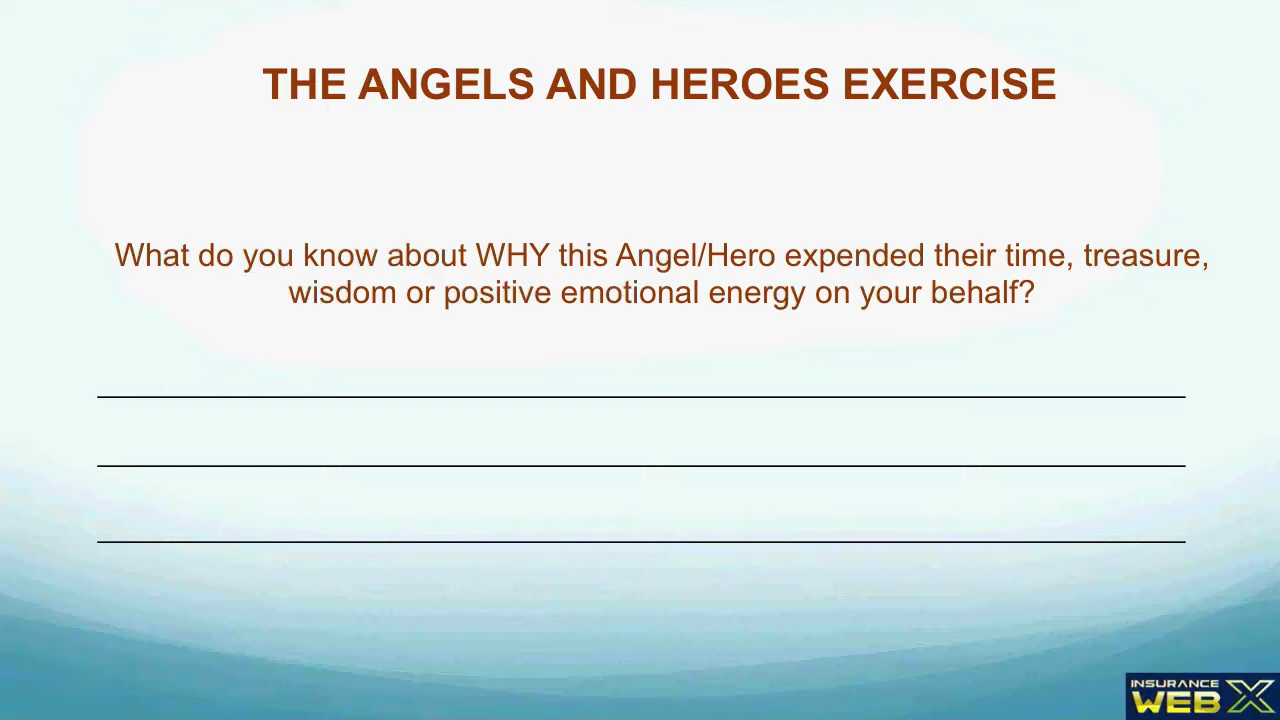 THE ANGELS AND HEROES EXERCISE
What do you know about WHY this Angel/Hero expended their time, treasure,
wisdom or positive emotional energy on your behalf?
INSURANCE
WEB X